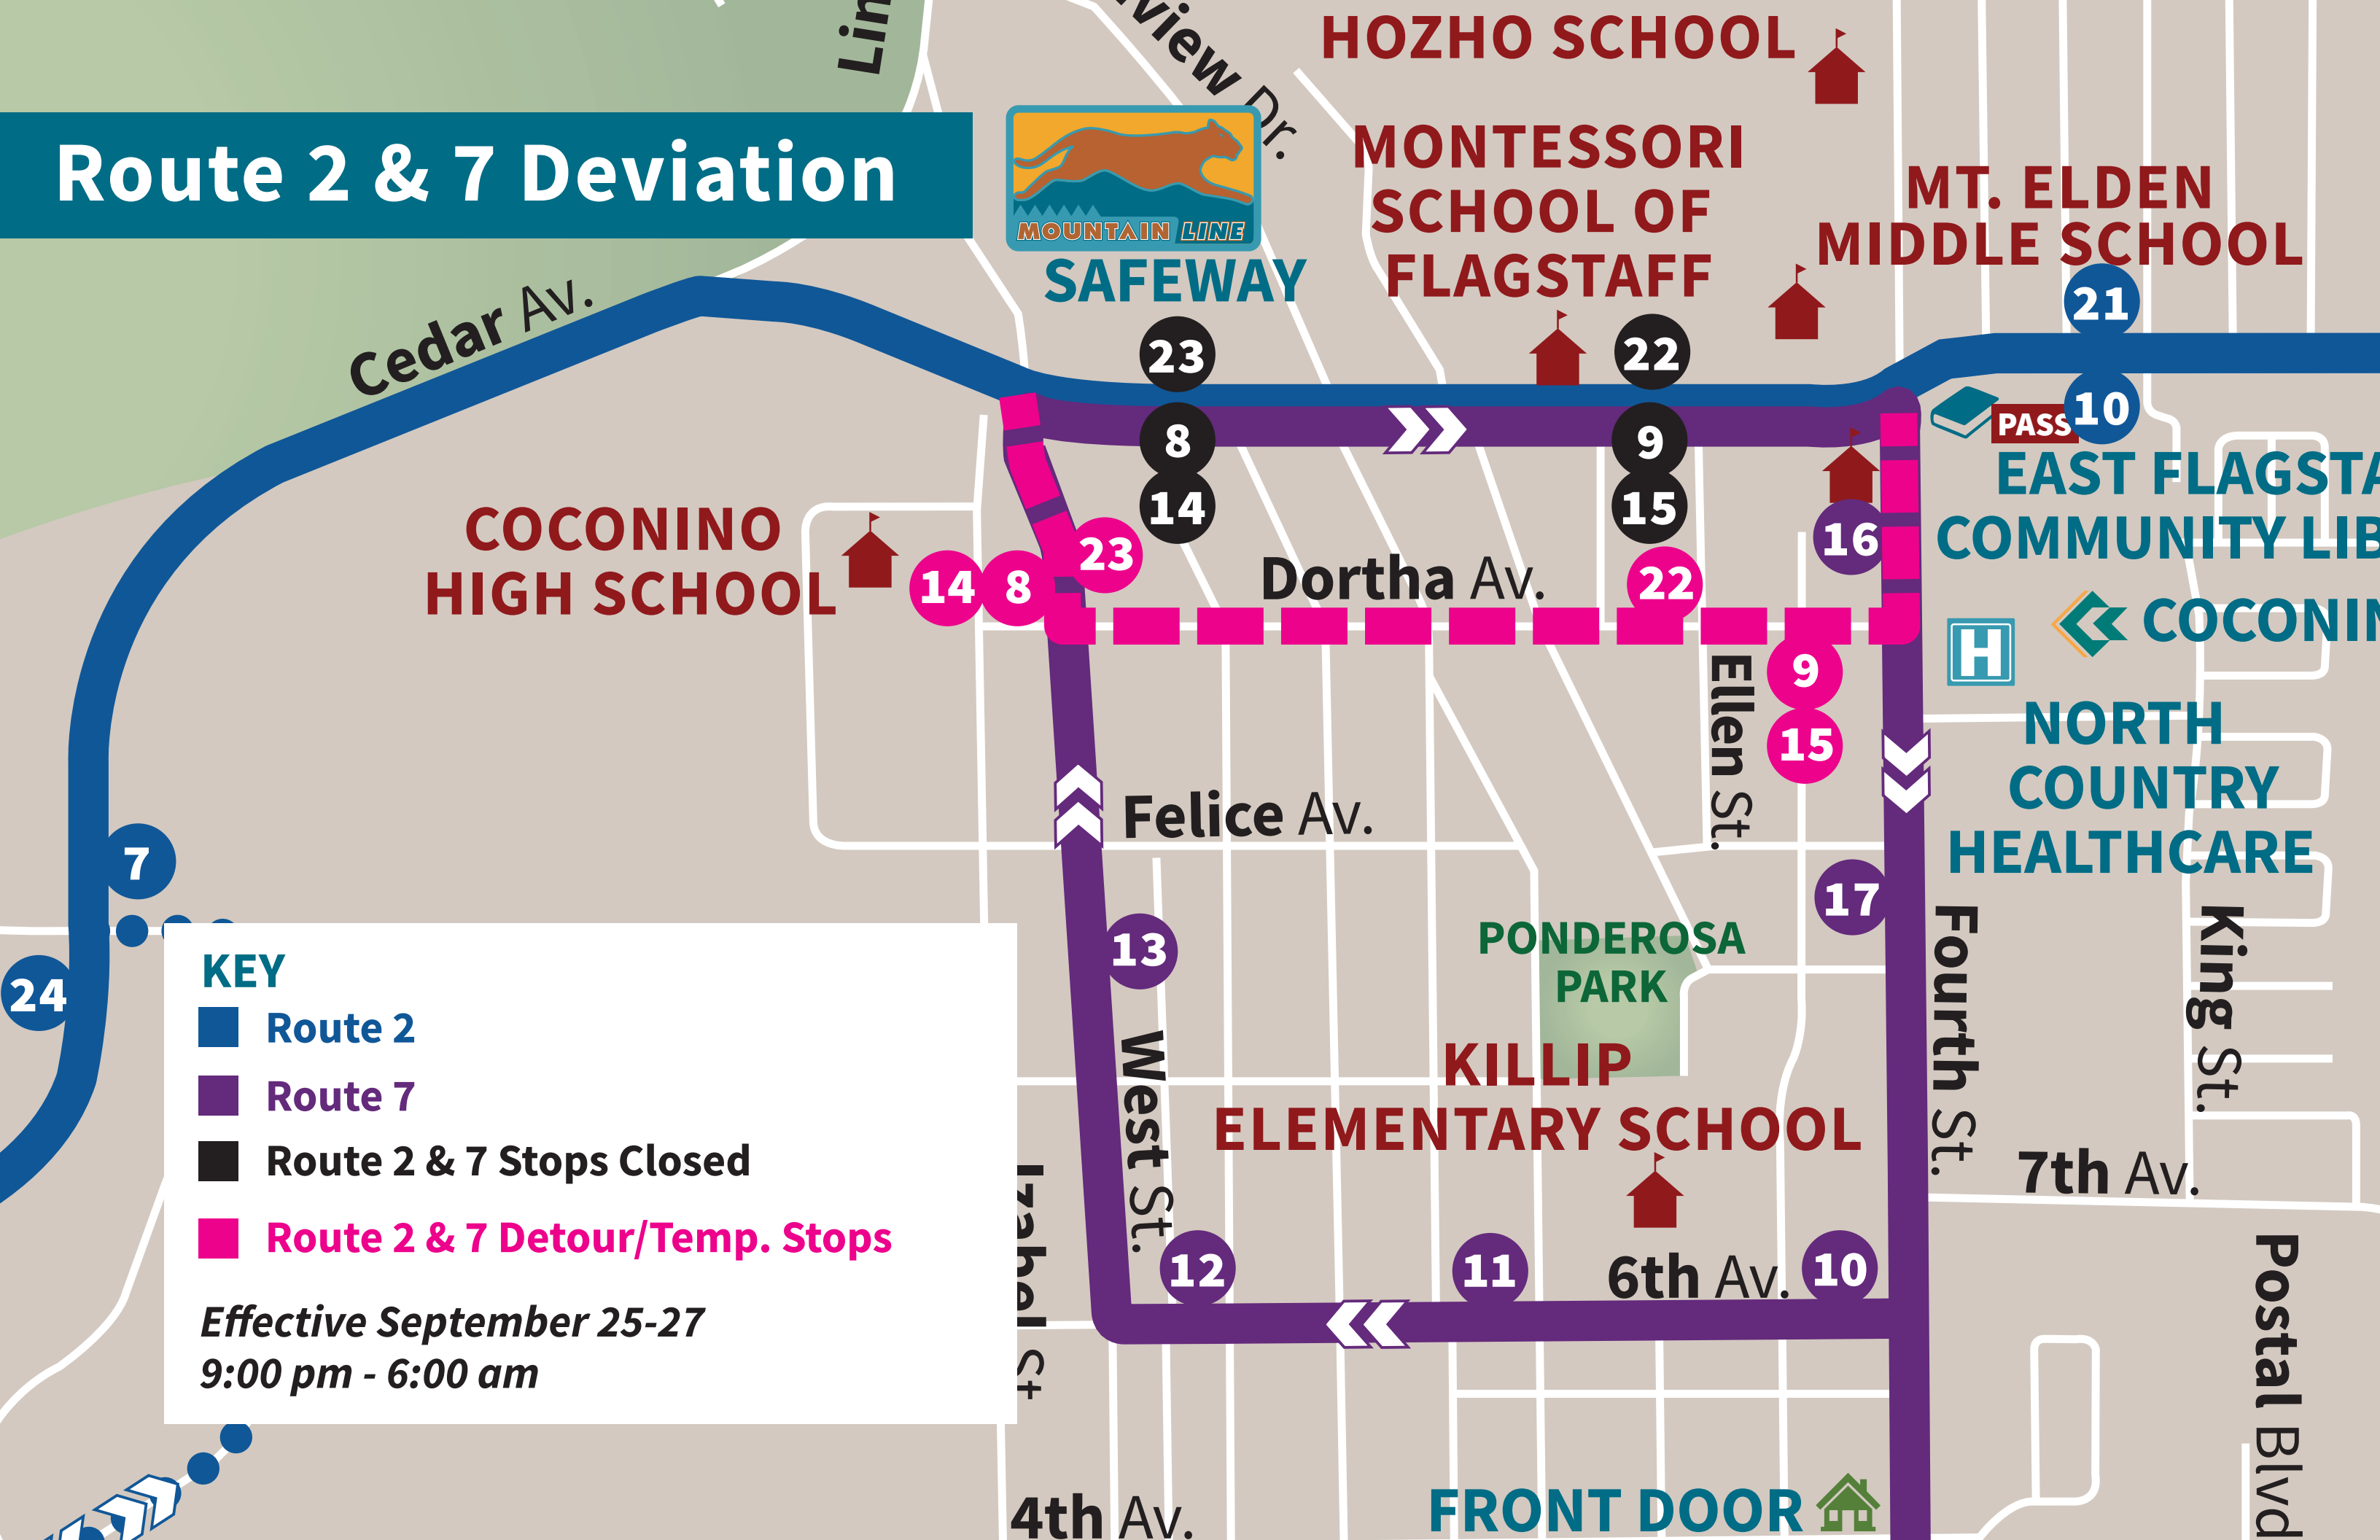 Route 2 & 7 Deviation
Cedar Av.
Dr.
MOUNTAIN LINE
SAFEWAY
HOZHO SCHOOL
MONTESSORI
SCHOOL OF
FLAGSTAFF
MT. ELDEN
MIDDLE SCHOOL
21
23
22
8
9
14
15
PASS
10
EAST
COMMUNITY
16
COCONINO
HIGH SCHOOL
14
8
23
Dortha Av.
22
9
15
Ellen St.
NORTH
COUNTRY
HEALTHCARE
Felice Av.
7
24
13
17
PONDEROSA
PARK
KILLIP
ELEMENTARY SCHOOL
West St.
Fourth St.
King St.
7th Av.
12
11
6th Av.
10
Postal Blvd
4th Av.
FRONT DOOR
KEY
Route 2
Route 7
Route 2 & 7 Stops Closed
Route 2 & 7 Detour/Temp. Stops
Effective September 25-27
9:00 pm - 6:00 am
H